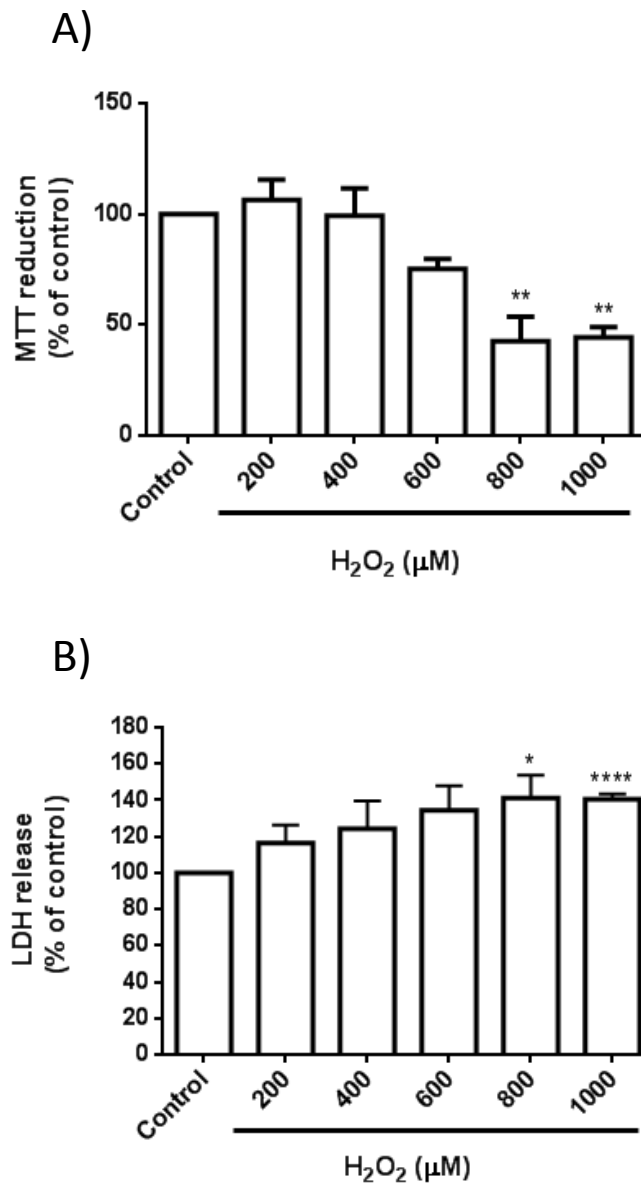 A)
MTT reduction
(% of control)
150
100
50
0
**
**
Control
200
400
600
800
1000
H₂O₂ (µM)
B)
LDH release
(% of control)
180
160
140
120
100
80
60
40
20
0
*
****
Control
200
400
600
800
1000
H₂O₂ (µM)